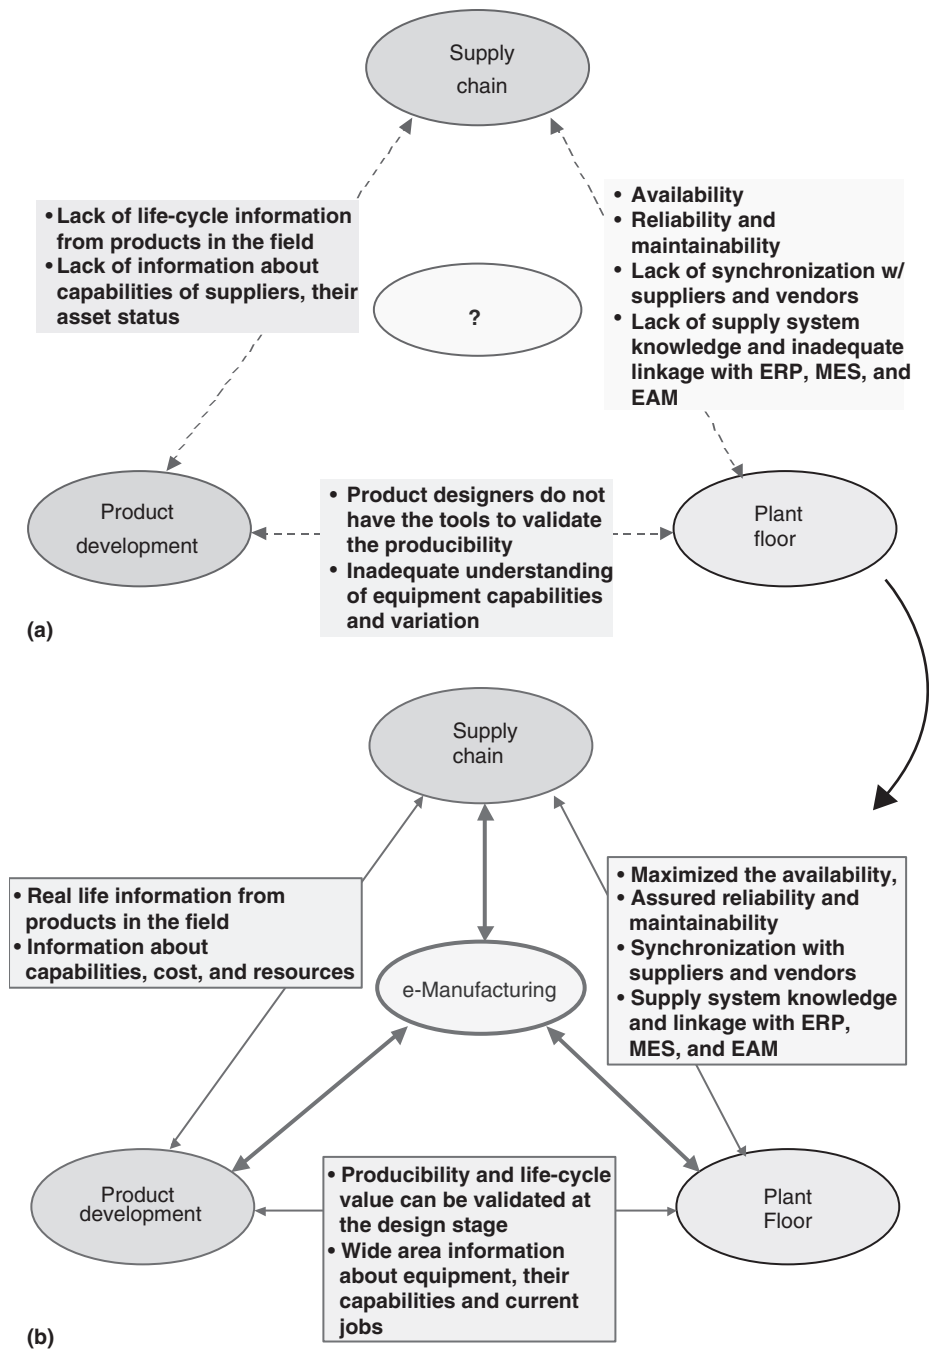 Supply
chain
• Lack of life-cycle information
from products in the field
• Lack of information about
capabilities of suppliers, their
asset status
• Availability
• Reliability and
maintainability
• Lack of synchronization w/
suppliers and vendors
• Lack of supply system
knowledge and inadequate
linkage with ERP, MES, and
EAM
?
Product
development
• Product designers do not
have the tools to validate
the producibility
• Inadequate understanding
of equipment capabilities
and variation
Plant
floor
(a)
Supply
chain
• Real life information from
products in the field
• Information about
capabilities, cost, and resources
e-Manufacturing
• Maximized the availability,
• Assured reliability and
maintainability
• Synchronization with
suppliers and vendors
• Supply system knowledge
and linkage with ERP,
MES, and EAM
Product
development
• Producibility and life-cycle
value can be validated at
the design stage
• Wide area information
about equipment, their
capabilities and current
jobs
Plant
Floor
(b)